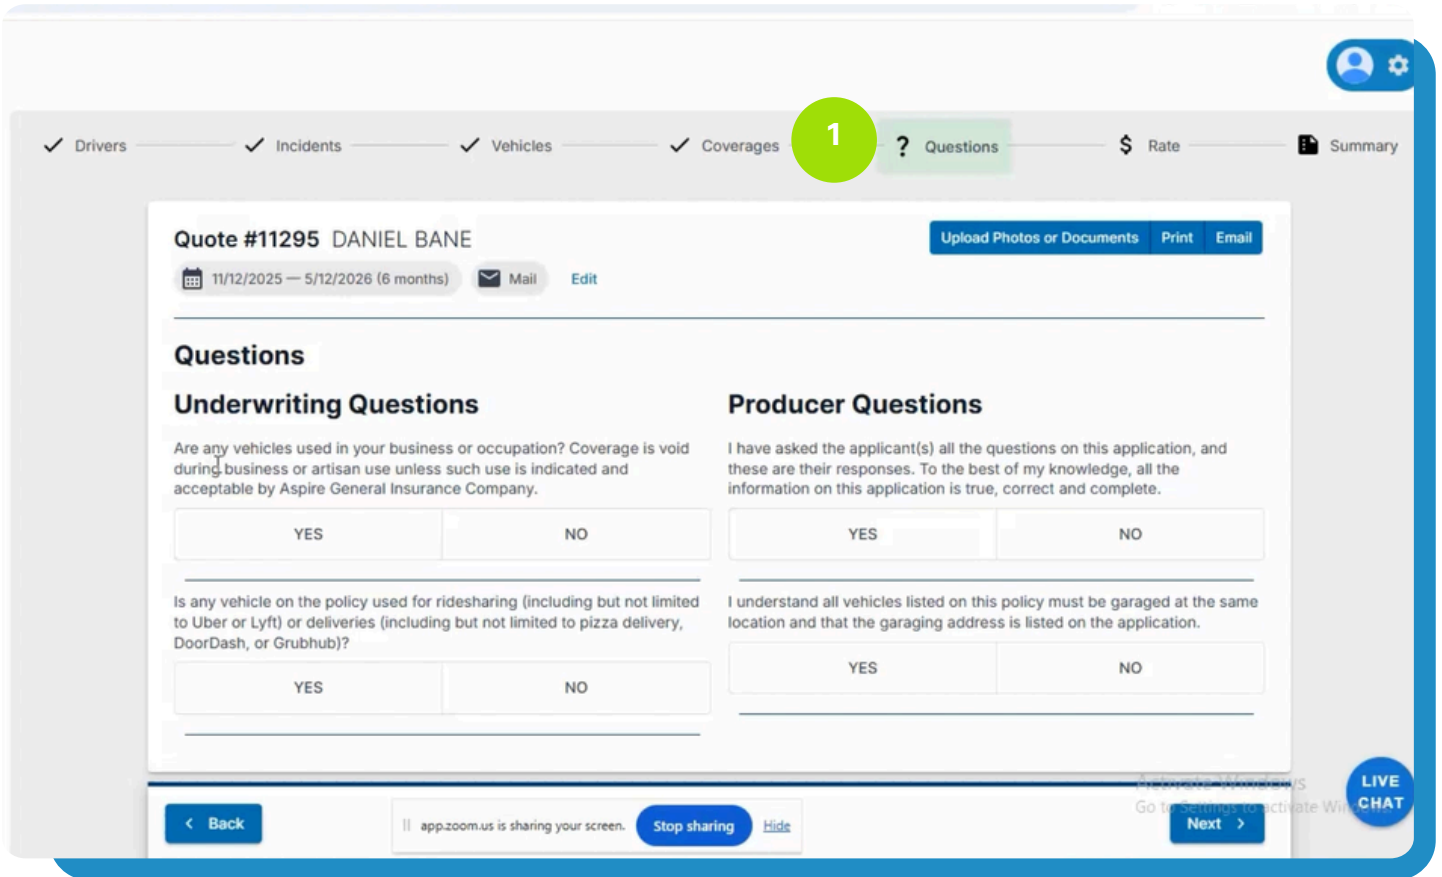 Drivers
Incidents
Vehicles
Coverages
1
? Questions
$ Rate
Summary
Quote #11295 DANIEL BANE
Upload Photos or Documents
Print
Email
11/12/2025 — 5/12/2026 (6 months)
Mail
Edit
Questions
Underwriting Questions
Are any vehicles used in your business or occupation? Coverage is void
during business or artisan use unless such use is indicated and
acceptable by Aspire General Insurance Company.
YES
NO
Is any vehicle on the policy used for ridesharing (including but not limited
to Uber or Lyft) or deliveries (including but not limited to pizza delivery,
DoorDash, or Grubhub)?
YES
NO
Producer Questions
I have asked the applicant(s) all the questions on this application, and
these are their responses. To the best of my knowledge, all the
information on this application is true, correct and complete.
YES
NO
I understand all vehicles listed on this policy must be garaged at the same
location and that the garaging address is listed on the application.
YES
NO
Activate Windows
Go to Settings to activate Windows.
LIVE
CHAT
Back
app.zoom.us is sharing your screen.
Stop sharing
Hide
Next